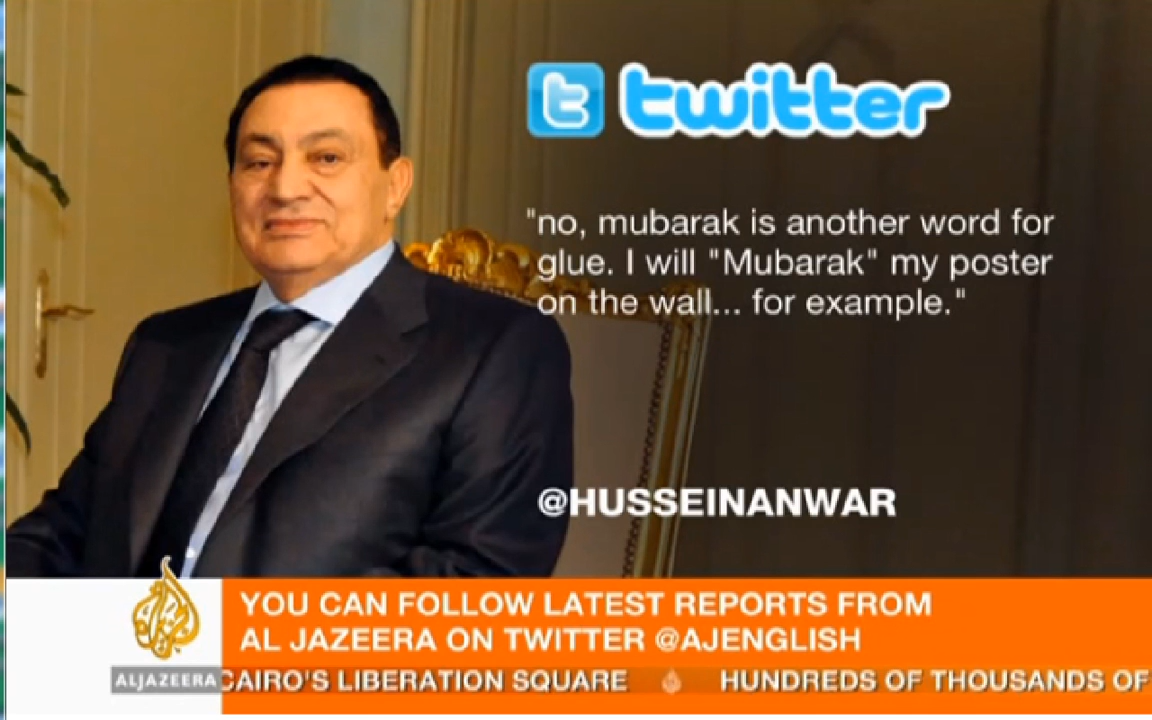 twitter
"no, mubarak is another word for
glue. I will "Mubarak" my poster
on the wall... for example."
@HUSSEINANWAR
YOU CAN FOLLOW LATEST REPORTS FROM
AL JAZEERA ON TWITTER @AJENGLISH
ALJAZEERA CAIRO'S LIBERATION SQUARE HUNDREDS OF THOUSANDS OF